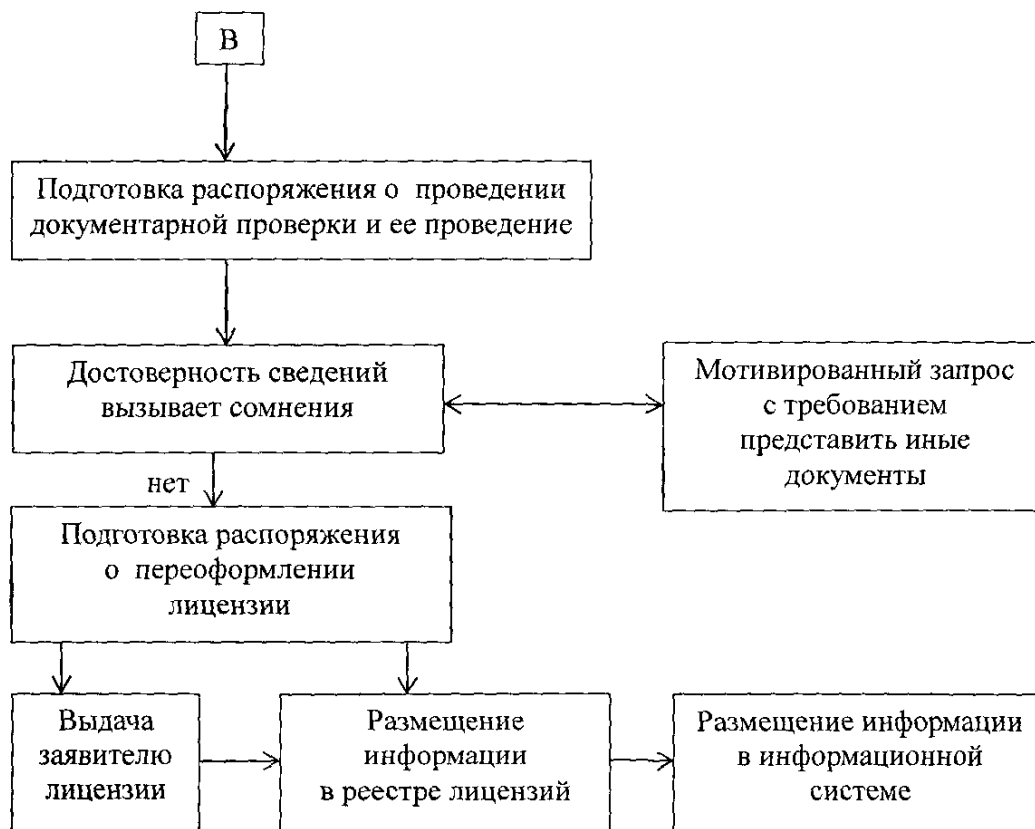 В
Подготовка распоряжения о проведении
документарной проверки и ее проведение
Достоверность сведений
вызывает сомнения
Мотивированный запрос
с требованием
представить иные
документы
нет
Подготовка распоряжения
о переоформлении
лицензии
Выдача
заявителю
лицензии
Размещение
информации
в реестре лицензий
Размещение информации
в информационной
системе